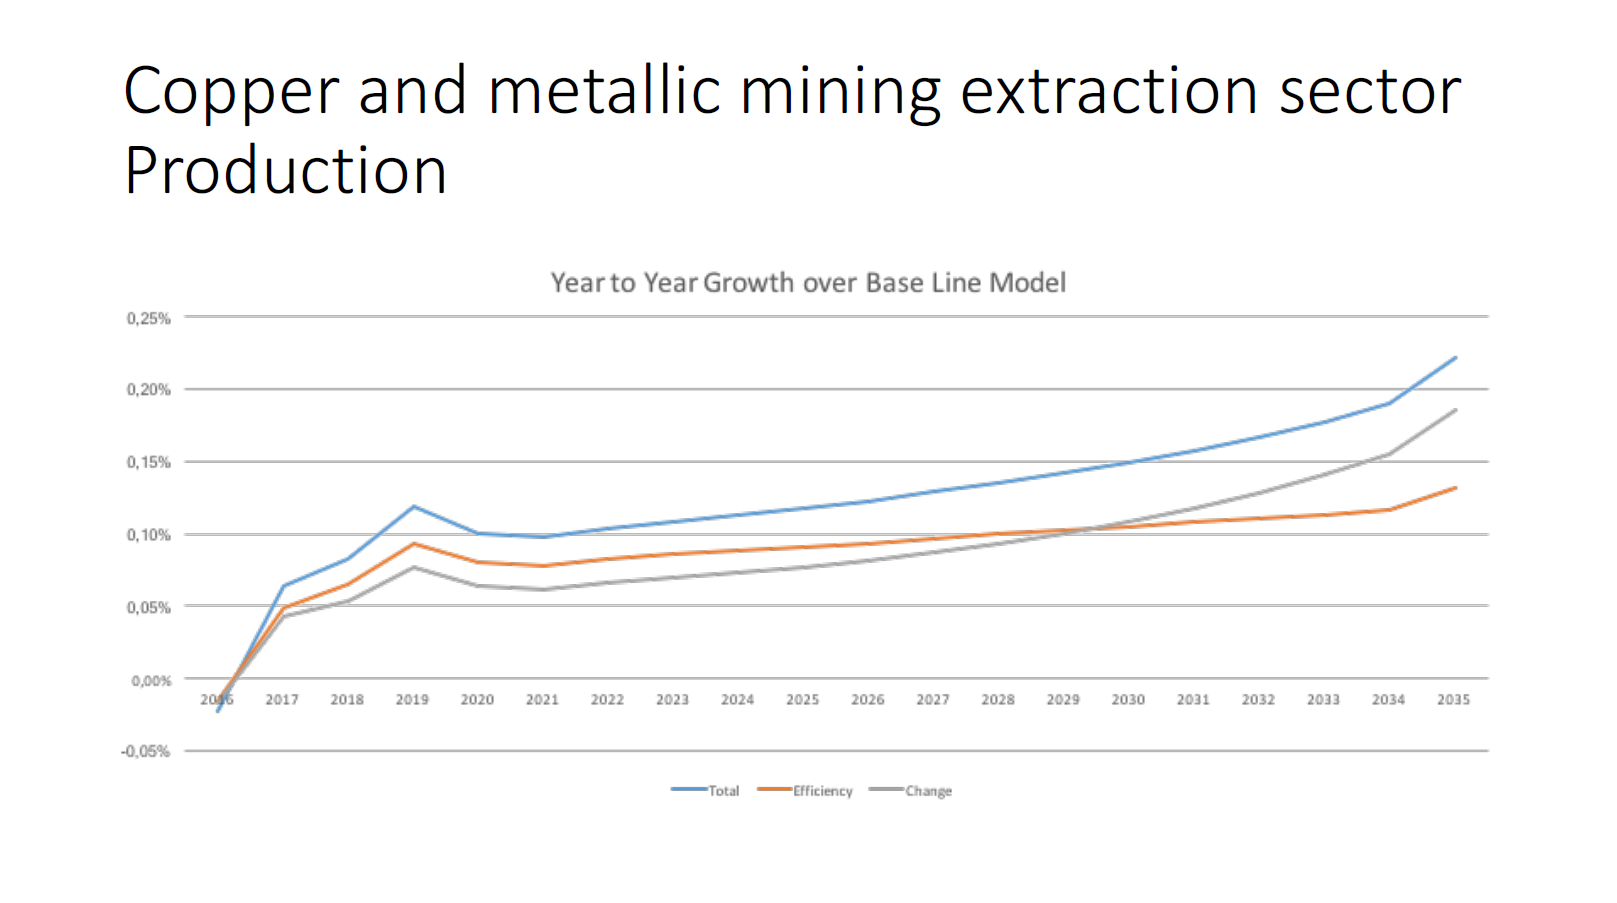 Copper and metallic mining extraction sector
Production
Year to Year Growth over Base Line Model
0,25%
0,20%
0,15%
0,10%
0,05%
0,00%
2016 2017 2018 2019 2020 2021 2022 2023 2024 2025 2026 2027 2028 2029 2030 2031 2032 2033 2034 2035
-0,05%
Total Efficiency Change